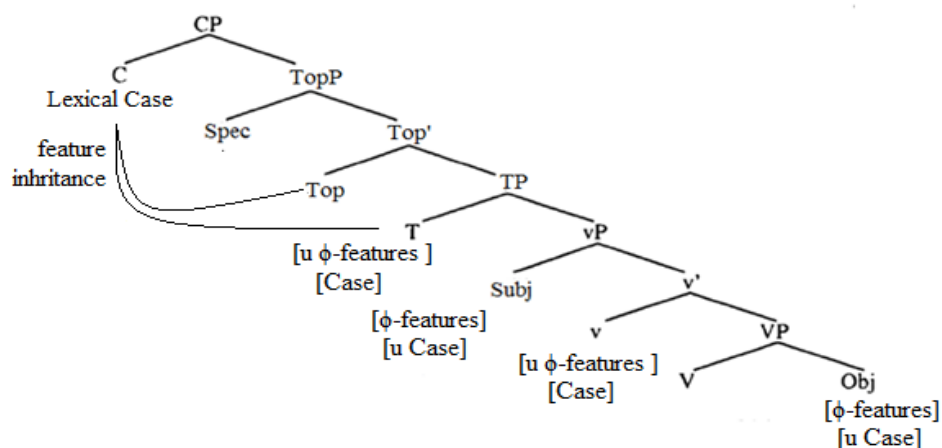 CP
C
TopP
Lexical Case
Spec
Top'
feature
inhritance
Top
TP
T
vP
[u ϕ-features ]
[Case]
Subj
v'
[ϕ-features]
[u Case]
v
VP
[u ϕ-features ]
[Case]
V
Obj
[ϕ-features]
[u Case]